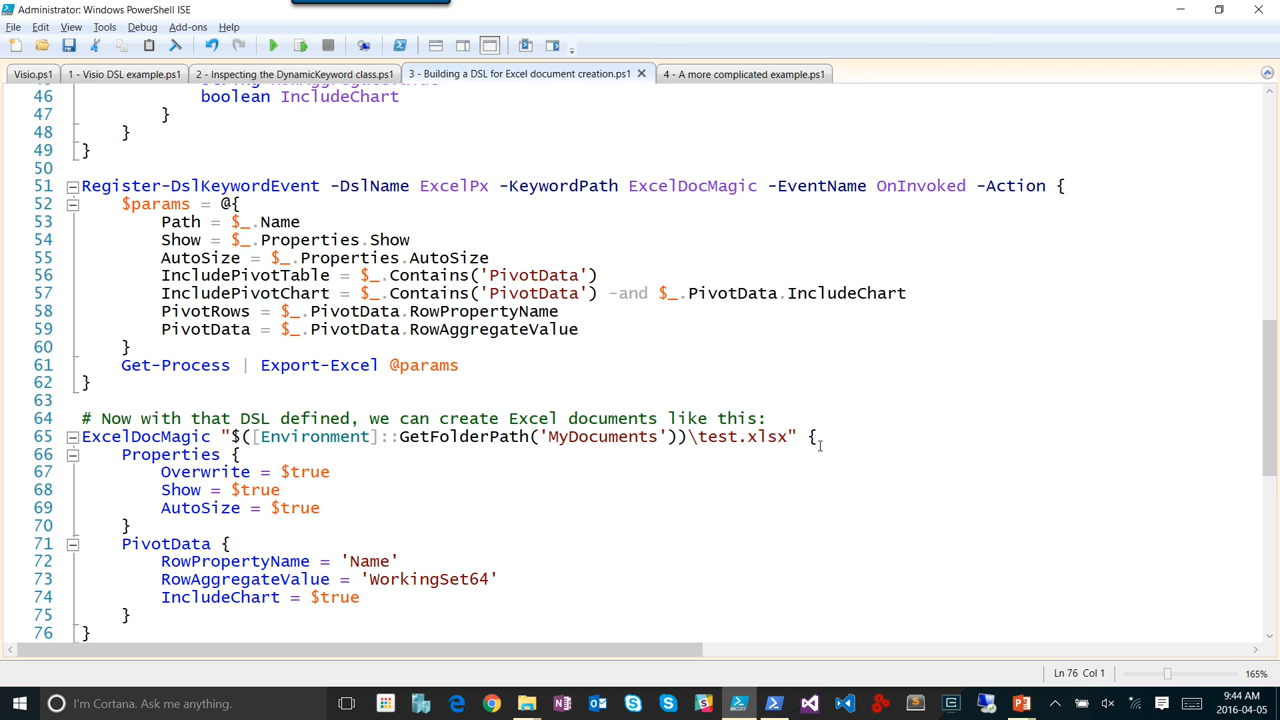 Administrator: Windows PowerShell ISE
File Edit View Tools Debug Add-ons Help
Visio.ps1 1 - Visio DSL example.ps1 2 - Inspecting the DynamicKeyword class.ps1 3 - Building a DSL for Excel document creation.ps1 4 - A more complicated example.ps1
46 boolean IncludeChart
47 }
48 }
49 }
50
51 Register-DslKeywordEvent -DslName ExcelPx -KeywordPath ExcelDocMagic -EventName OnInvoked -Action {
52 $params = @{
53 Path = $_.Name
54 Show = $_.Properties.Show
55 AutoSize = $_.Properties.AutoSize
56 IncludePivotTable = $_.Contains('PivotData')
57 IncludePivotChart = $_.Contains('PivotData') -and $_.PivotData.IncludeChart
58 PivotRows = $_.PivotData.RowPropertyName
59 PivotData = $_.PivotData.RowAggregateValue
60 }
61 Get-Process | Export-Excel @params
62 }
63
64 # Now with that DSL defined, we can create Excel documents like this:
65 ExcelDocMagic "$([Environment]::GetFolderPath('MyDocuments'))\test.xlsx" {
66 Properties {
67 Overwrite = $true
68 Show = $true
69 AutoSize = $true
70 }
71 PivotData {
72 RowPropertyName = 'Name'
73 RowAggregateValue = 'WorkingSet64'
74 IncludeChart = $true
75 }
76 }
Ln 76 Col 1 165%
I'm Cortana. Ask me anything.
9:44 AM
2016-04-05